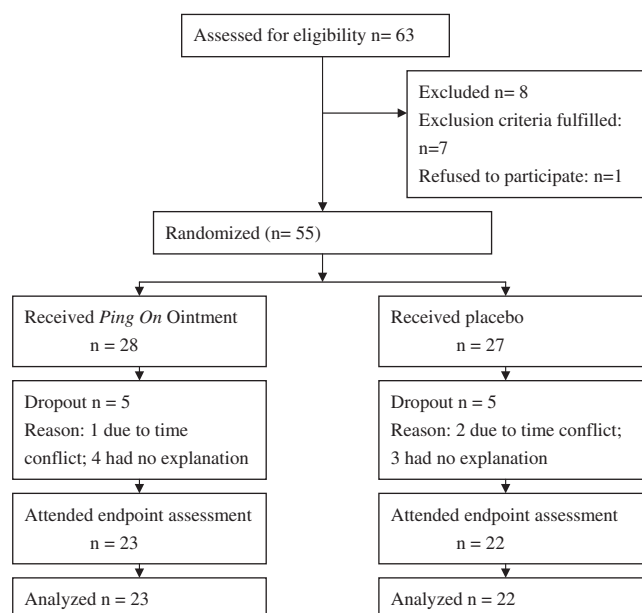 Assessed for eligibility n= 63
Excluded n= 8
Exclusion criteria fulfilled:
n=7
Refused to participate: n=1
Randomized (n= 55)
Received Ping On Ointment
n = 28
Received placebo
n = 27
Dropout n = 5
Reason: 1 due to time
conflict; 4 had no explanation
Dropout n = 5
Reason: 2 due to time conflict;
3 had no explanation
Attended endpoint assessment
n = 23
Attended endpoint assessment
n = 22
Analyzed n = 23
Analyzed n = 22